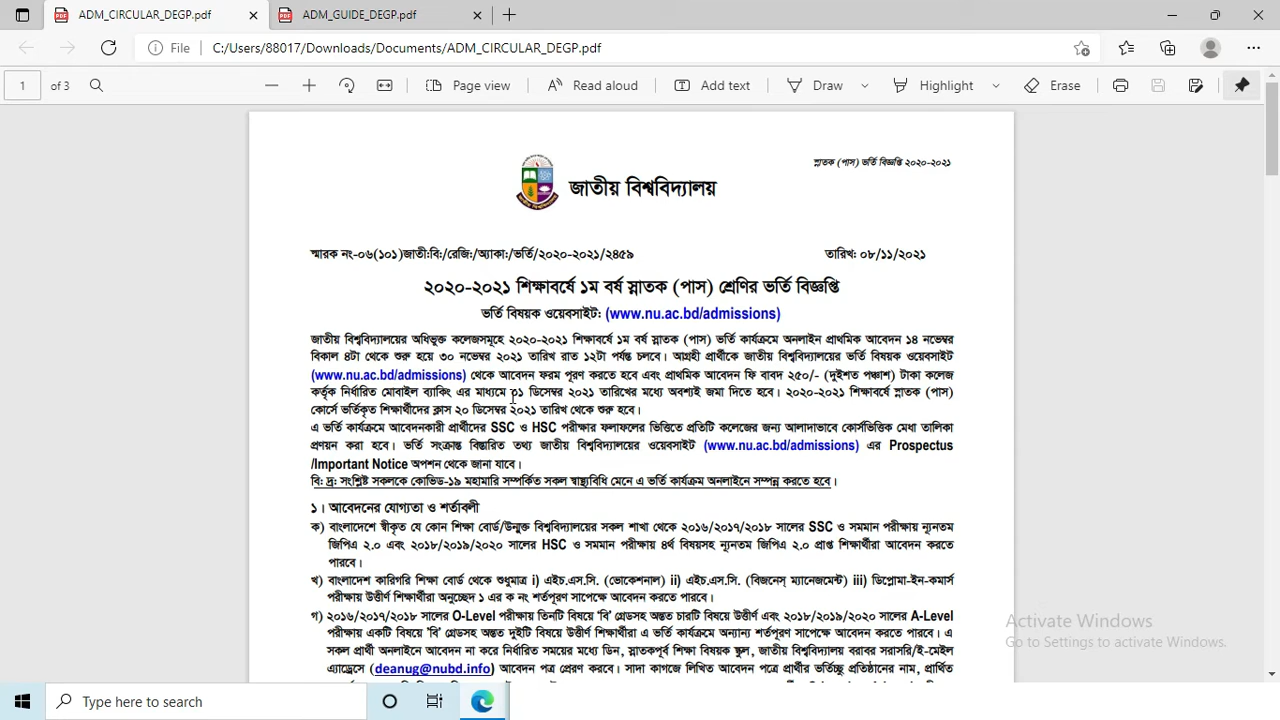 ADM_CIRCULAR_DEGP.pdf
ADM_GUIDE_DEGP.pdf
File C:/Users/88017/Downloads/Documents/ADM_CIRCULAR_DEGP.pdf
1 of 3 Page view Read aloud Add text Draw Highlight Erase
স্নাতক (পাস) ভর্তি বিজ্ঞপ্তি ২০২০-২০২১
জাতীয় বিশ্ববিদ্যালয়
স্মারক নং-০৬(১০১)জাতী:বি:/রেজি:/অ্যাকা:/ভর্তি/২০২০-২০২১/২৪৫৯ তারিখ: ০৮/১১/২০২১
২০২০-২০২১ শিক্ষাবর্ষে ১ম বর্ষ স্নাতক (পাস) শ্রেণির ভর্তি বিজ্ঞপ্তি
ভর্তি বিষয়ক ওয়েবসাইট: (www.nu.ac.bd/admissions)
জাতীয় বিশ্ববিদ্যালয়ের অধিভুক্ত কলেজসমূহে ২০২০-২০২১ শিক্ষাবর্ষে ১ম বর্ষ স্নাতক (পাস) ভর্তি কার্যক্রমে অনলাইন প্রাথমিক আবেদন ১৪ নভেম্বর
বিকাল ৪টা থেকে শুরু হয়ে ৩০ নভেম্বর ২০২১ তারিখ রাত ১২টা পর্যন্ত চলবে। আগ্রহী প্রার্থীকে জাতীয় বিশ্ববিদ্যালয়ের ভর্তি বিষয়ক ওয়েবসাইট
(www.nu.ac.bd/admissions) থেকে আবেদন ফরম পূরণ করতে হবে এবং প্রাথমিক আবেদন ফি বাবদ ২৫০/- (দুইশত পঞ্চাশ) টাকা কলেজ
কর্তৃক নির্ধারিত মোবাইল ব্যাংকিং এর মাধ্যমে ০১ ডিসেম্বর ২০২১ তারিখের মধ্যে অবশ্যই জমা দিতে হবে। ২০২০-২০২১ শিক্ষাবর্ষে স্নাতক (পাস)
কোর্সে ভর্তিকৃত শিক্ষার্থীদের ক্লাস ২০ ডিসেম্বর ২০২১ তারিখ থেকে শুরু হবে।
এ ভর্তি কার্যক্রমে আবেদনকারী প্রার্থীদের SSC ও HSC পরীক্ষার ফলাফলের ভিত্তিতে প্রতিটি কলেজের জন্য আলাদাভাবে কোর্সভিত্তিক মেধা তালিকা
প্রণয়ন করা হবে। ভর্তি সংক্রান্ত বিস্তারিত তথ্য জাতীয় বিশ্ববিদ্যালয়ের ওয়েবসাইট (www.nu.ac.bd/admissions) এর Prospectus
/Important Notice অপশন থেকে জানা যাবে।
বি: দ্র: সংশ্লিষ্ট সকলকে কোভিড-১৯ মহামারি সম্পর্কিত সকল স্বাস্থ্যবিধি মেনে এ ভর্তি কার্যক্রম অনলাইনে সম্পন্ন করতে হবে।
১। আবেদনের যোগ্যতা ও শর্তাবলী
ক) বাংলাদেশে স্বীকৃত যে কোন শিক্ষা বোর্ড/উন্মুক্ত বিশ্ববিদ্যালয়ের সকল শাখা থেকে ২০১৬/২০১৭/২০১৮ সালের SSC ও সমমান পরীক্ষায় ন্যূনতম
জিপিএ ২.০ এবং ২০১৮/২০১৯/২০২০ সালের HSC ও সমমান পরীক্ষায় ৪র্থ বিষয়সহ ন্যূনতম জিপিএ ২.০ প্রাপ্ত শিক্ষার্থীরা আবেদন করতে
পারবে।
খ) বাংলাদেশ কারিগরি শিক্ষা বোর্ড থেকে শুধুমাত্র i) এইচ.এস.সি. (ভোকেশনাল) ii) এইচ.এস.সি. (বিজনেস্ ম্যানেজমেন্ট) iii) ডিপ্লোমা-ইন-কমার্স
পরীক্ষায় উত্তীর্ণ শিক্ষার্থীরা অনুচ্ছেদ ১ এর ক নং শর্তপূরণ সাপেক্ষে আবেদন করতে পারবে।
গ) ২০১৬/২০১৭/২০১৮ সালের O-Level পরীক্ষায় তিনটি বিষয়ে 'বি' গ্রেডসহ অন্তত চারটি বিষয়ে উত্তীর্ণ এবং ২০১৮/২০১৯/২০২০ সালের A-Level
পরীক্ষায় একটি বিষয়ে 'বি' গ্রেডসহ অন্তত দুইটি বিষয়ে উত্তীর্ণ শিক্ষার্থীরা এ ভর্তি কার্যক্রমে অন্যান্য শর্তপূরণ সাপেক্ষে আবেদন করতে পারবে। এ
সকল প্রার্থী অনলাইনে আবেদন না করে নির্ধারিত সময়ের মধ্যে ডিন, স্নাতকপূর্ব শিক্ষা বিষয়ক স্কুল, জাতীয় বিশ্ববিদ্যালয় বরাবর সরাসরি/ই-মেইল
এ্যাড্রেসে (deanug@nubd.info) আবেদন পত্র প্রেরণ করবে। সাদা কাগজে লিখিত আবেদন পত্রে প্রার্থীর ভর্তিচ্ছু প্রতিষ্ঠানের নাম, প্রার্থিত
Activate Windows
Go to Settings to activate Windows.
Type here to search